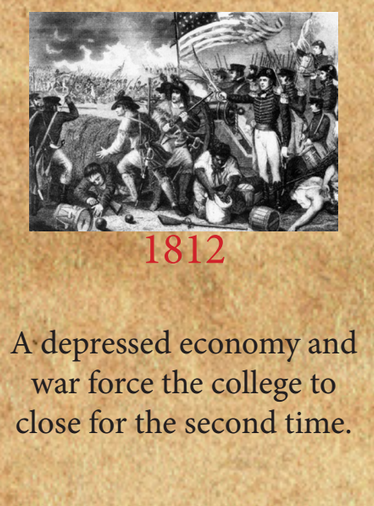 1812
A depressed economy and
war force the college to
close for the second time.